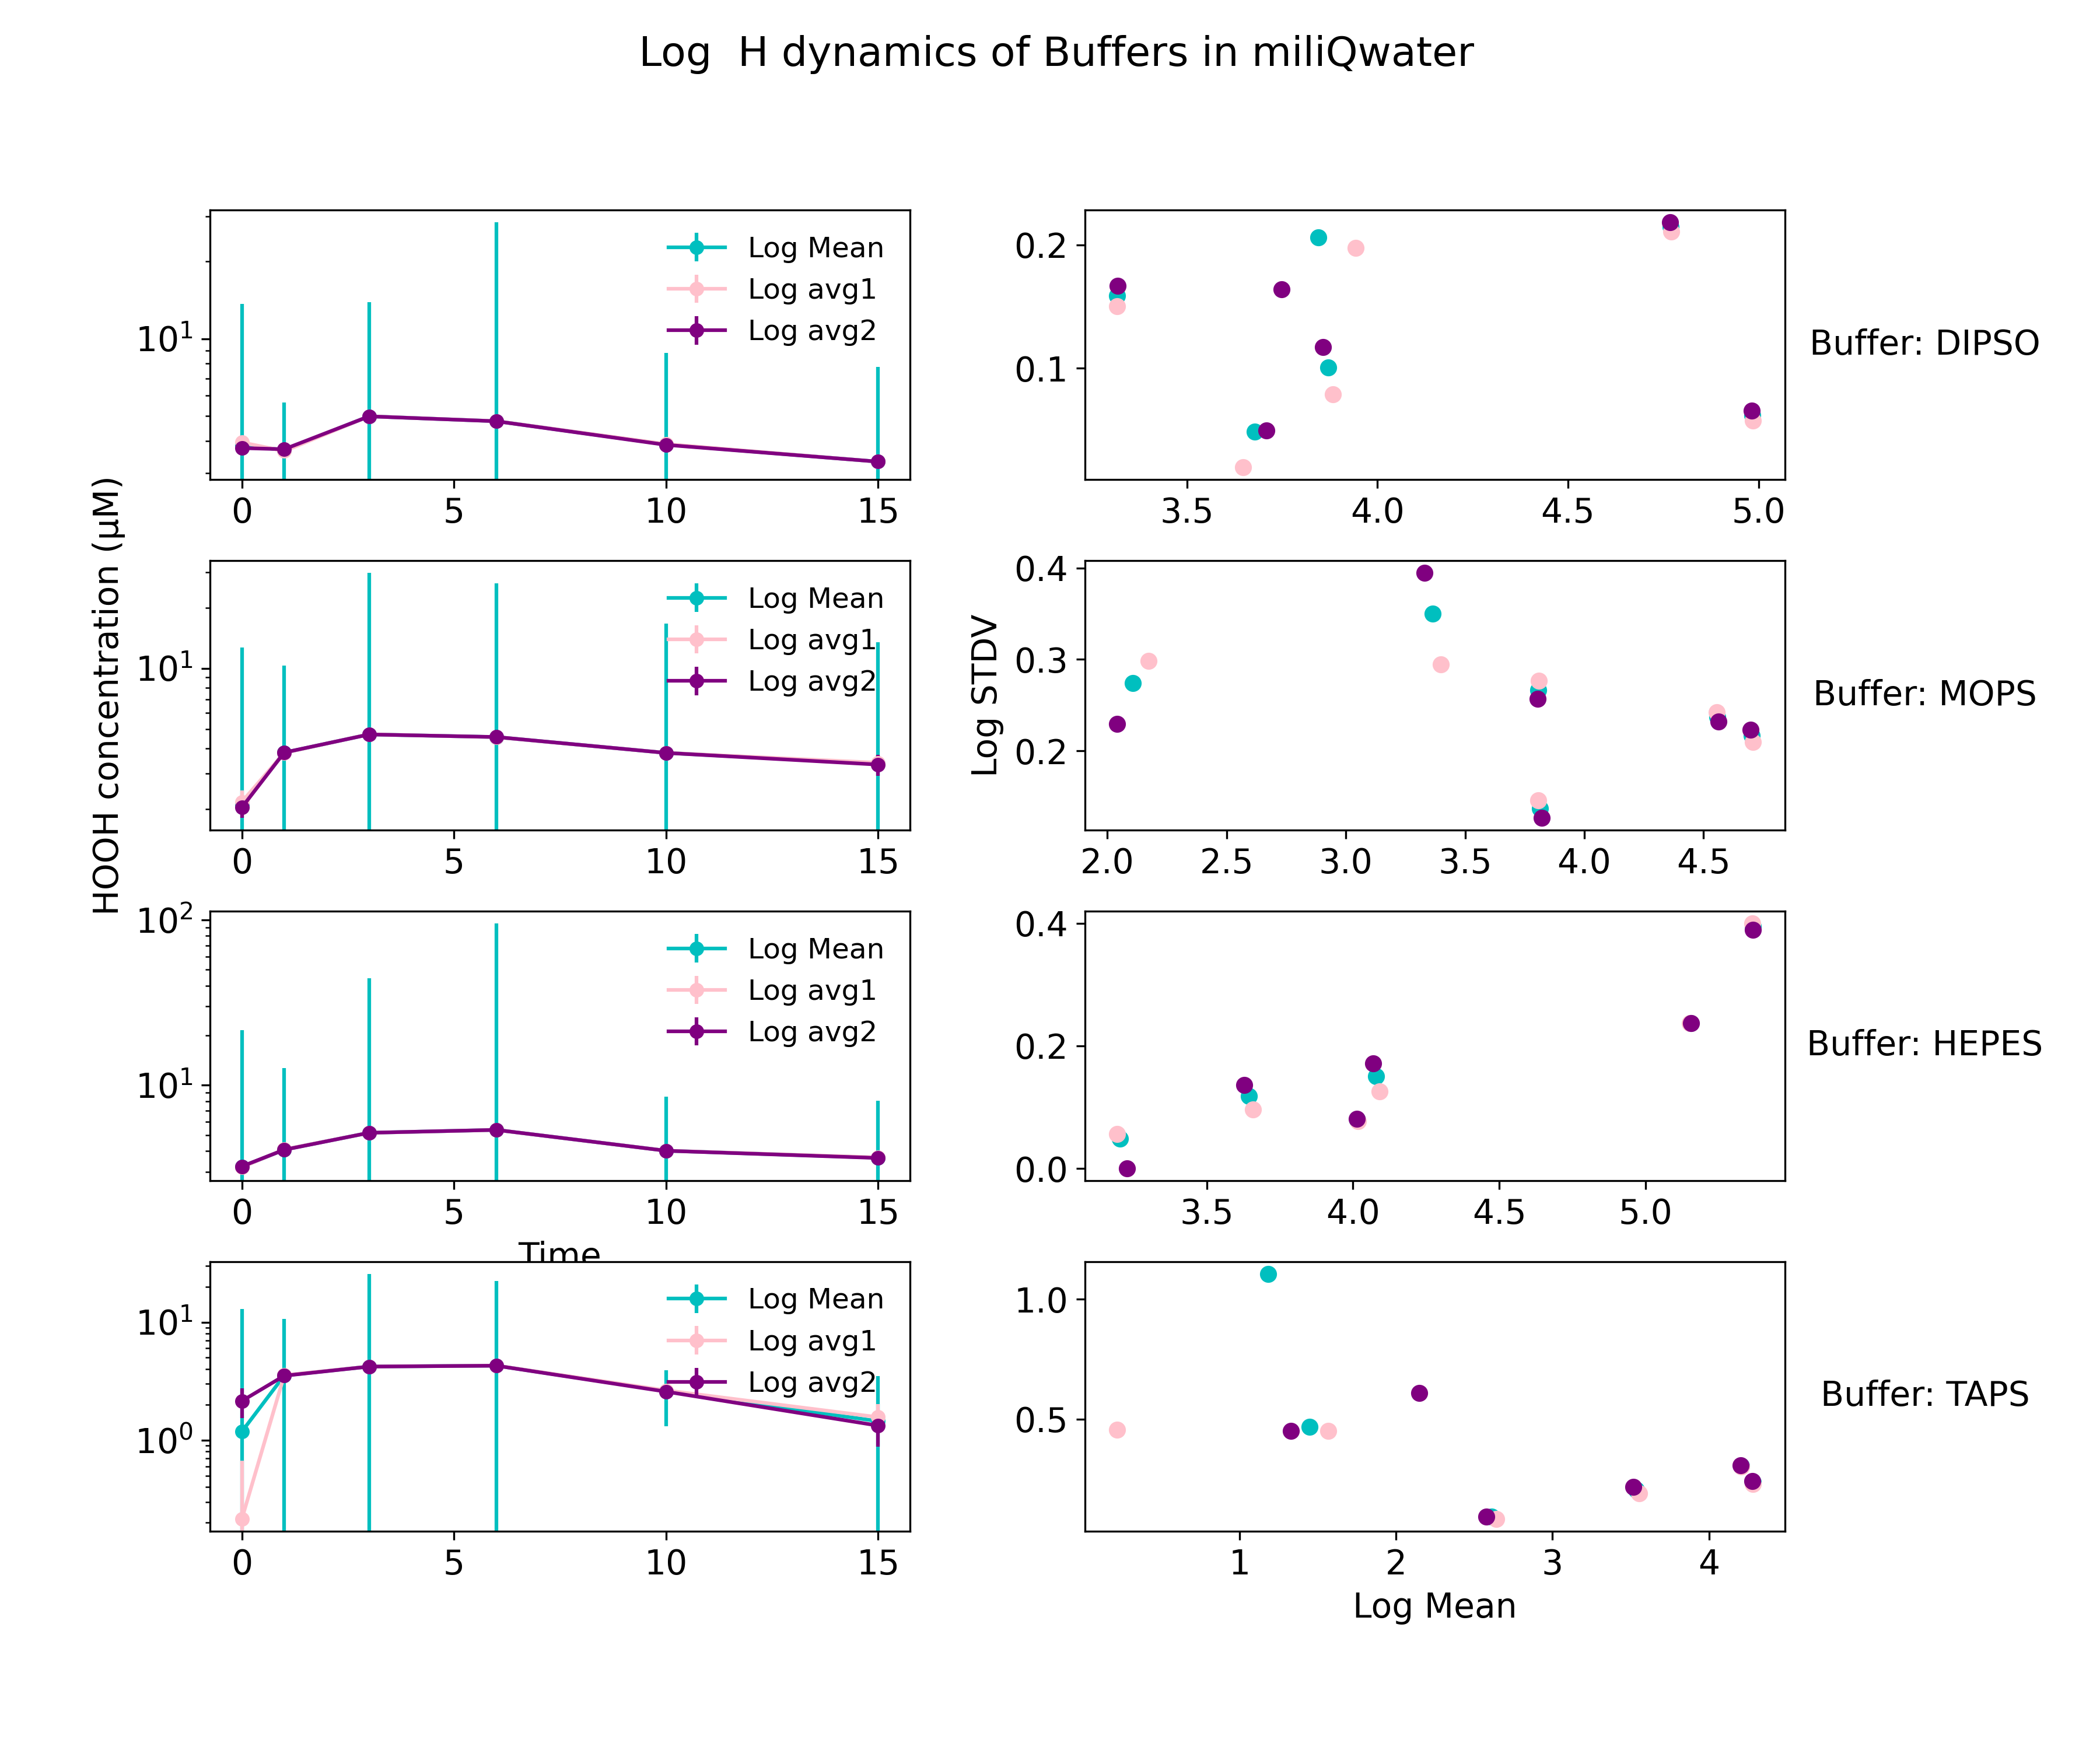 Log  H dynamics of Buffers in miliQwater
HOOH concentration (μM)
10¹
0 5 10 15
Log Mean
Log avg1
Log avg2
0.2
0.1
3.5 4.0 4.5 5.0
Buffer: DIPSO
10¹
0 5 10 15
Log Mean
Log avg1
Log avg2
Log STDV
0.4
0.3
0.2
2.0 2.5 3.0 3.5 4.0 4.5
Buffer: MOPS
10²
10¹
0 5 10 15
Time
Log Mean
Log avg1
Log avg2
0.4
0.2
0.0
3.5 4.0 4.5 5.0
Buffer: HEPES
10¹
10⁰
0 5 10 15
Log Mean
Log avg1
Log avg2
1.0
0.5
1 2 3 4
Log Mean
Buffer: TAPS